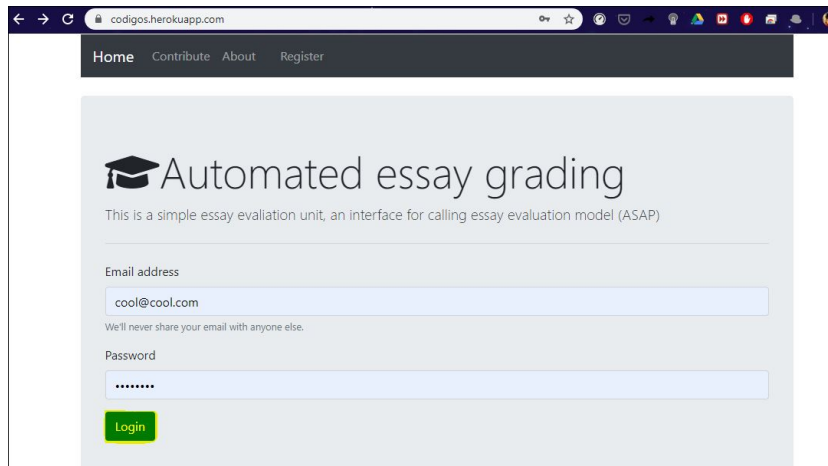 codigos.herokuapp.com
Home Contribute About Register
Automated essay grading
This is a simple essay evaliation unit, an interface for calling essay evaluation model (ASAP)
Email address
cool@cool.com
We'll never share your email with anyone else.
Password
••••••••
Login